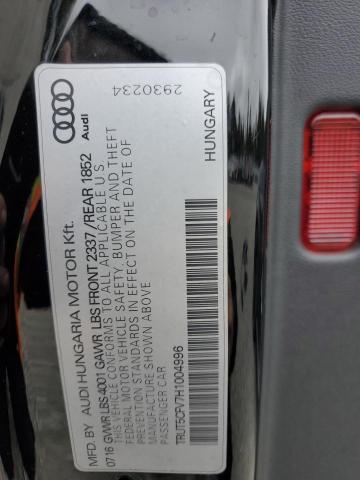 Audi
2930234
MFD. BY AUDI HUNGARIA MOTOR Kft.
0716 GVWR LBS 4001 GAWR LBS FRONT 2337 / REAR 1852
THIS VEHICLE CONFORMS TO ALL APPLICABLE U S
FEDERAL MOTOR VEHICLE SAFETY, BUMPER AND THEFT
PREVENTION STANDARDS IN EFFECT ON THE DATE OF
MANUFACTURE SHOWN ABOVE
PASSENGER CAR
TRUT5CFV7H1004996
HUNGARY